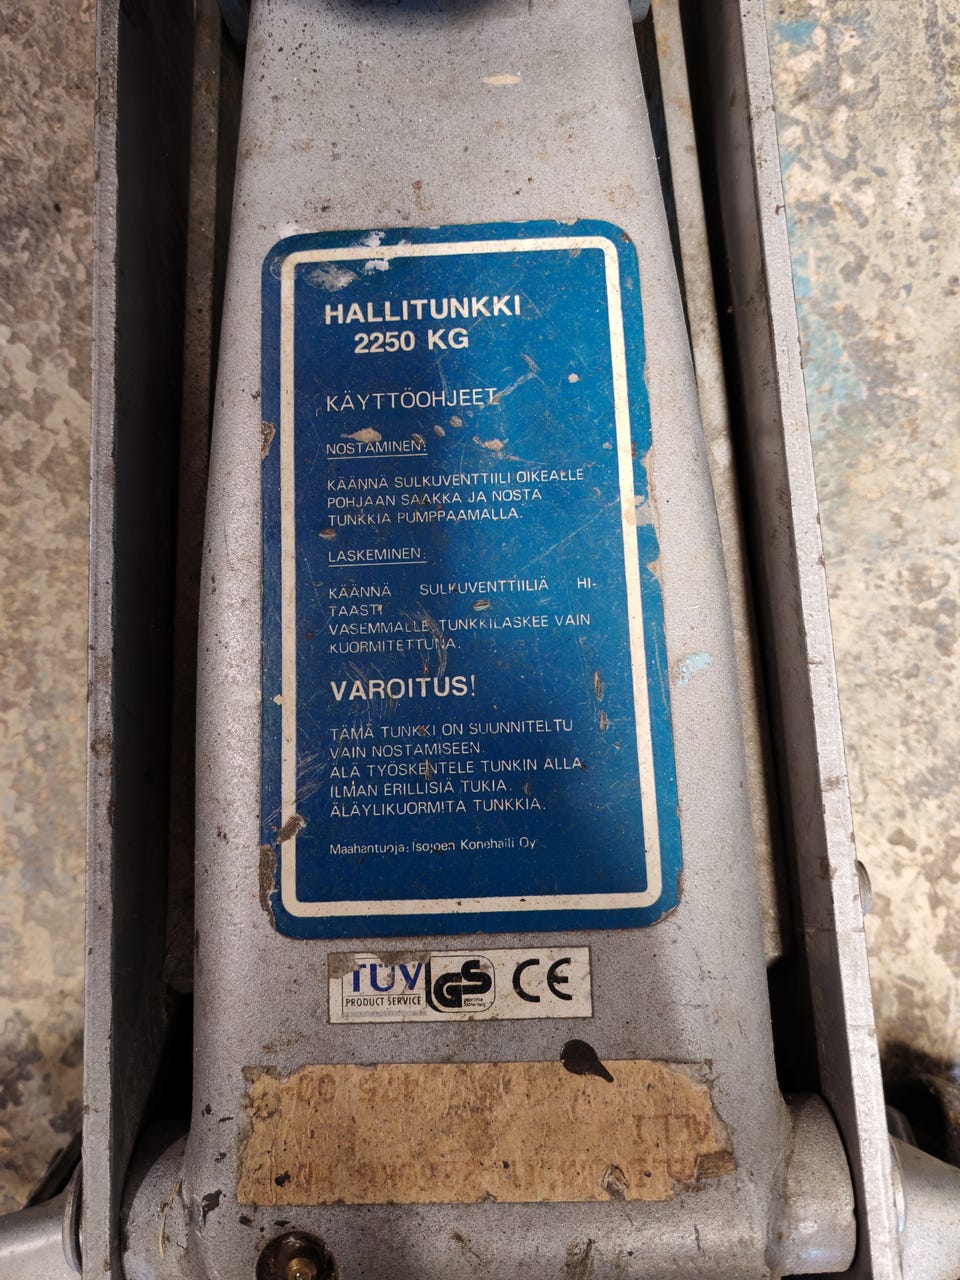 HALLITUNKKI
2250 KG
KÄYTTÖOHJEET
NOSTAMINEN:
KÄÄNNÄ SULKUVENTTIILI OIKEALLE
POHJAAN SAAKKA JA NOSTA
TUNKKIA PUMPPAAMALLA.
LASKEMINEN:
KÄÄNNÄ SULKUVENTTIILIÄ HI-
TAASTI
VASEMMALLE. TUNKKILASKEE VAIN
KUORMITETTUNA.
VAROITUS!
TÄMÄ TUNKKI ON SUUNNITELTU
VAIN NOSTAMISEEN.
ÄLÄ TYÖSKENTELE TUNKIN ALLA
ILMAN ERILLISIÄ TUKIA.
ÄLÄYLIKUORMITA TUNKKIA.
Maahantuoja: Isojoen Konehalli Oy
TÜV GS CE
PRODUCT SERVICE